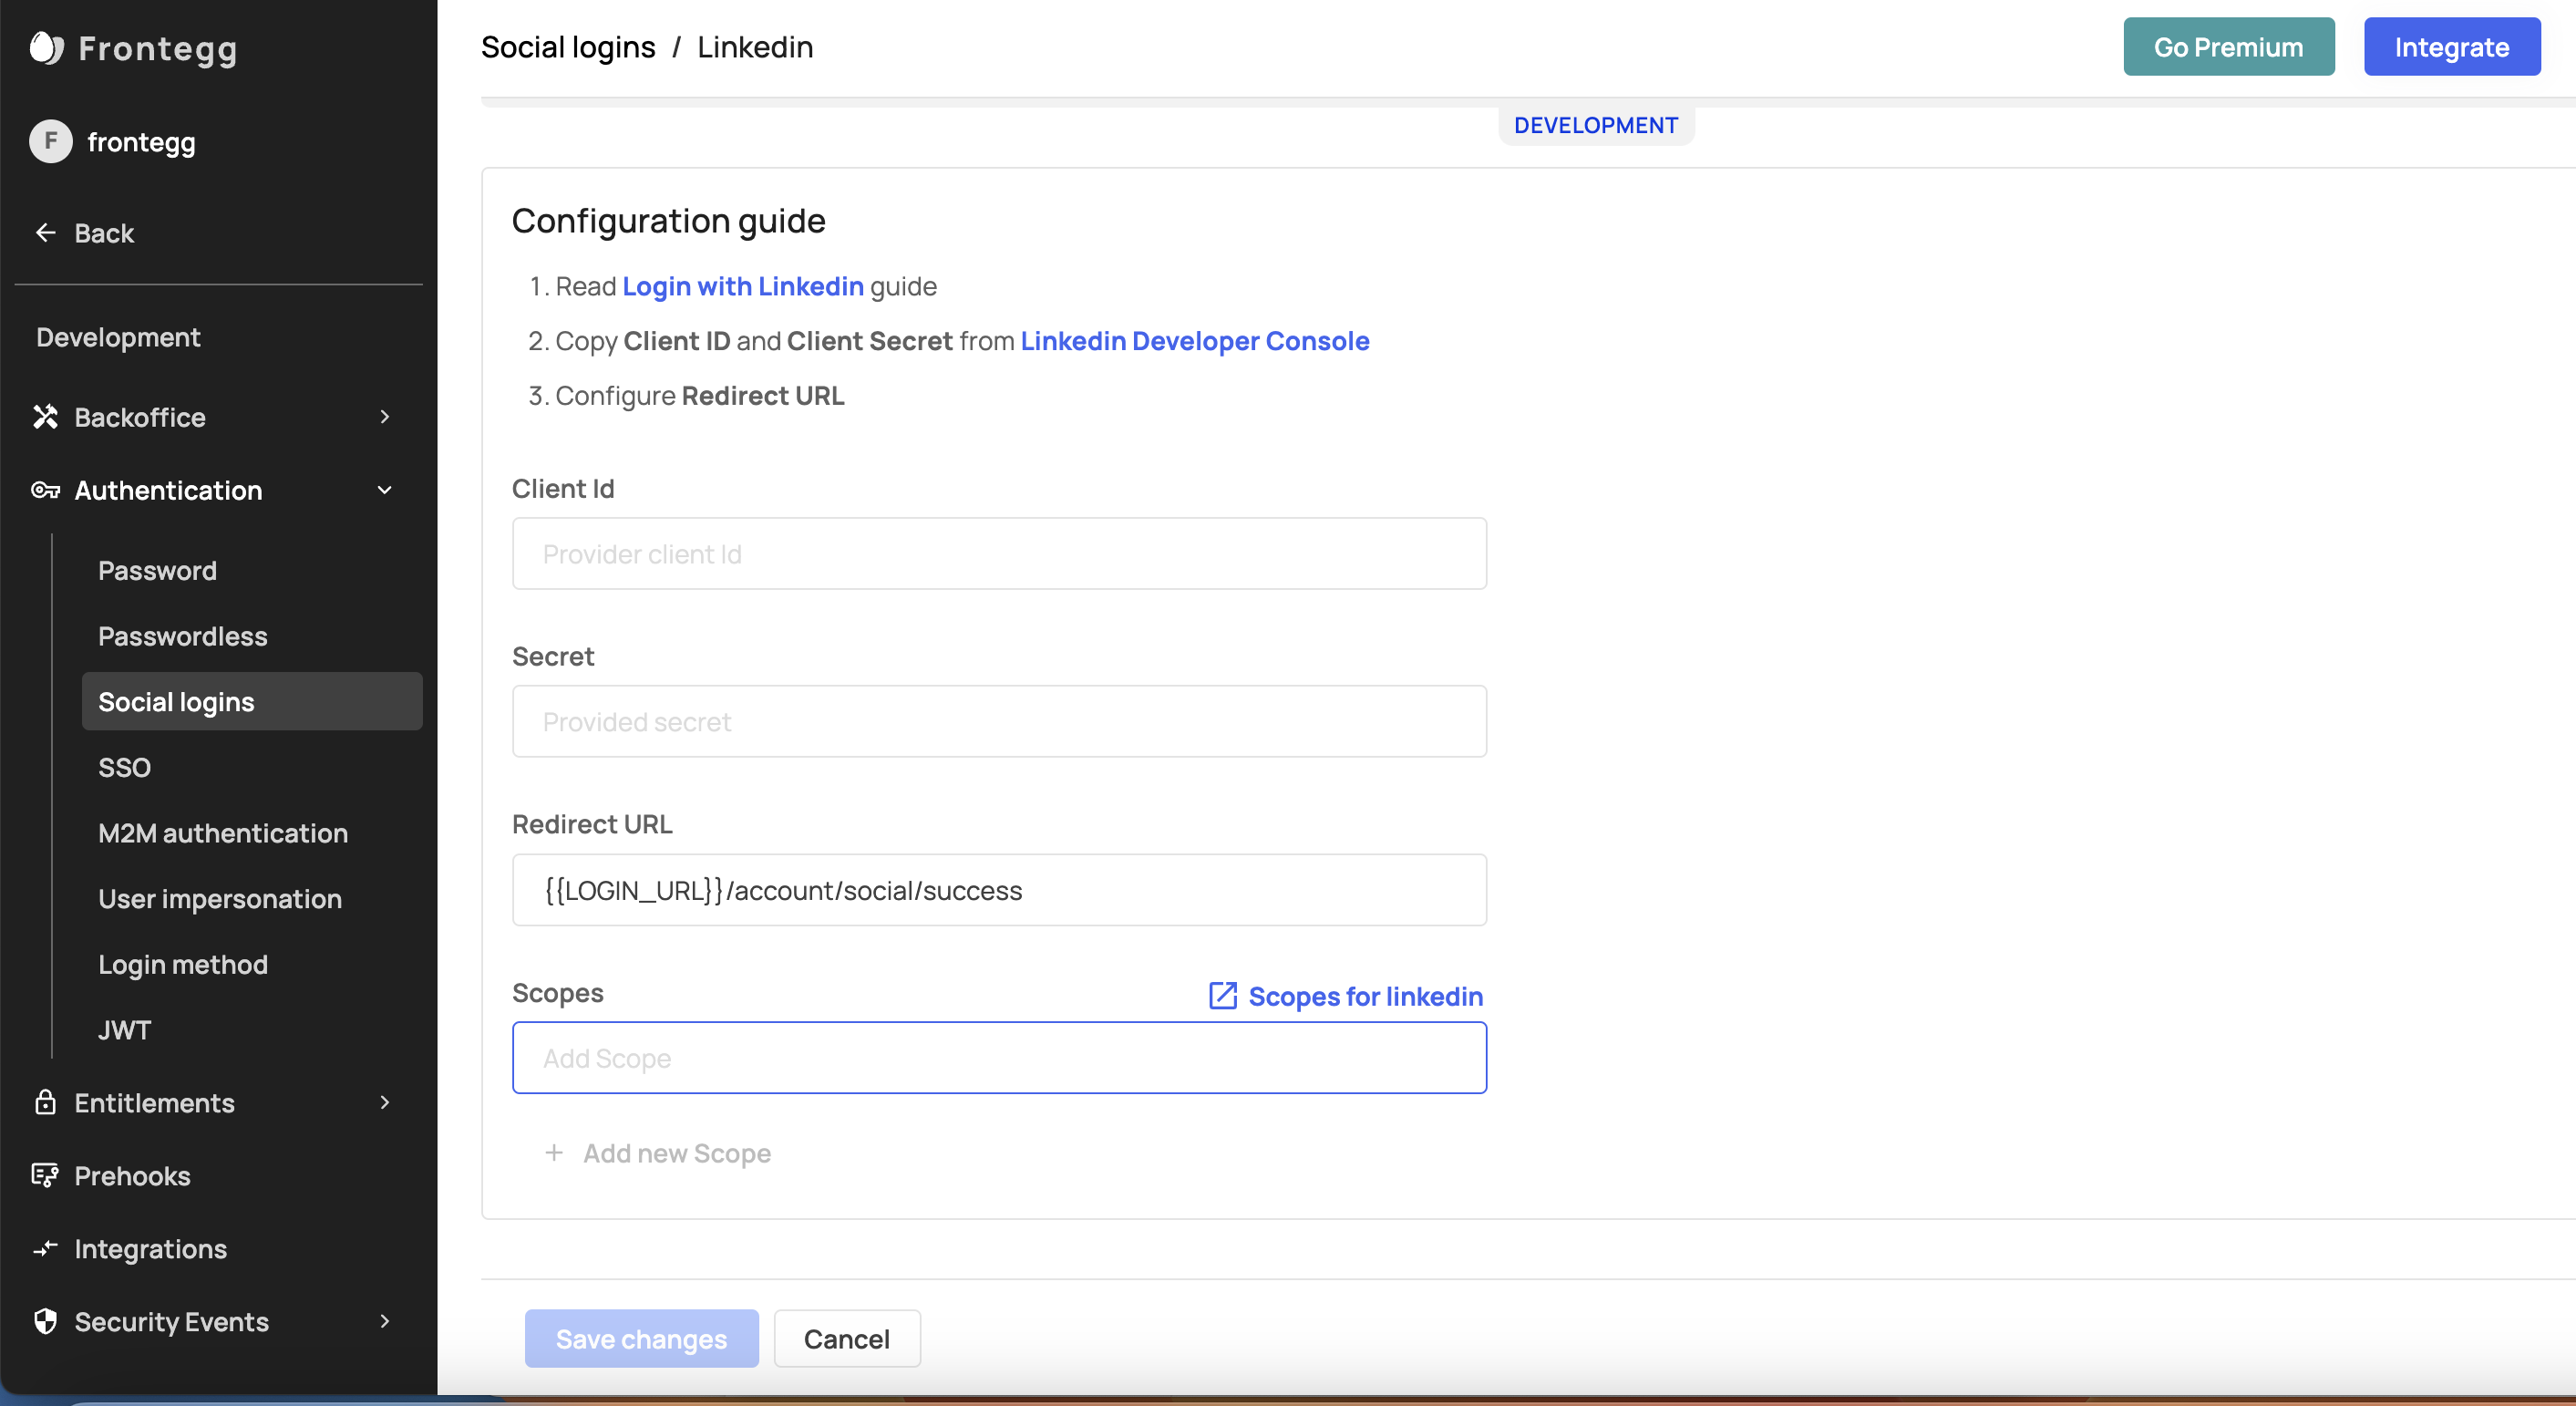 Frontegg
F frontegg
Back
Development
Backoffice
Authentication
Password
Passwordless
Social logins
SSO
M2M authentication
User impersonation
Login method
JWT
Entitlements
Prehooks
Integrations
Security Events
Social logins / Linkedin
Go Premium
Integrate
DEVELOPMENT
Configuration guide
1. Read Login with Linkedin guide
2. Copy Client ID and Client Secret from Linkedin Developer Console
3. Configure Redirect URL
Client Id
Provider client Id
Secret
Provided secret
Redirect URL
{{LOGIN_URL}}/account/social/success
Scopes
Scopes for linkedin
Add Scope
+ Add new Scope
Save changes
Cancel